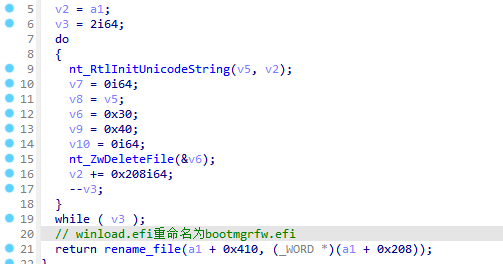 5 v2 = a1;
6 v3 = 2i64;
7 do
8 {
9 nt_RtlInitUnicodeString(v5, v2);
10 v7 = 0i64;
11 v8 = v5;
12 v6 = 0x30;
13 v9 = 0x40;
14 v10 = 0i64;
15 nt_ZwDeleteFile(&v6);
16 v2 += 0x208i64;
17 --v3;
18 }
19 while ( v3 );
20 // winload.efi重命名为bootmgrfw.efi
21 return rename_file(a1 + 0x410, (_WORD *)(a1 + 0x208));